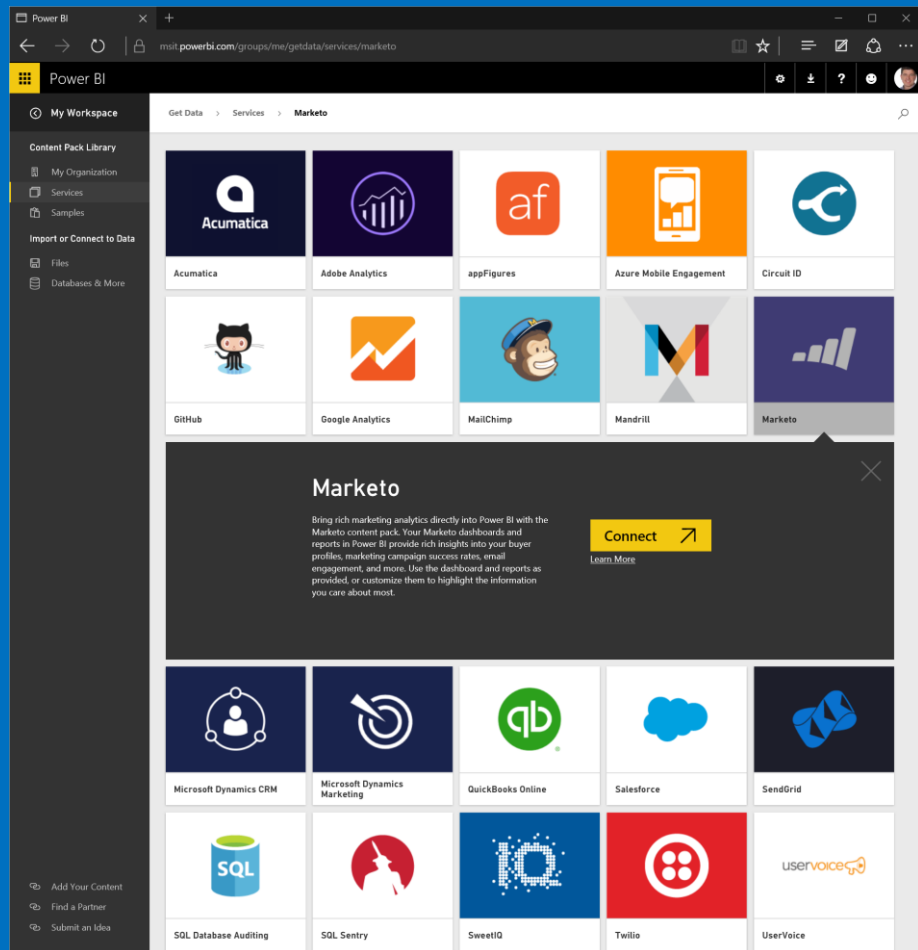 Power BI
msit.powerbi.com/groups/me/getdata/services/marketo
Power BI
?
My Workspace
Get Data > Services > Marketo
Content Pack Library
My Organization
Services
Samples
Import or Connect to Data
Files
Databases & More
Acumatica
af
Acumatica
Adobe Analytics
appFigures
Azure Mobile Engagement
Circuit ID
GitHub
Google Analytics
MailChimp
Mandrill
Marketo
Marketo
Bring rich marketing analytics directly into Power BI with the
Marketo content pack. Your Marketo dashboards and
reports in Power BI provide rich insights into your buyer
profiles, marketing campaign success rates, email
engagement, and more. Use the dashboard and reports as
provided, or customize them to highlight the information
you care about most.
Connect
Learn More
qb
Microsoft Dynamics CRM
Microsoft Dynamics
Marketing
QuickBooks Online
Salesforce
SendGrid
SQL
IQ
uservoice
SQL Database Auditing
SQL Sentry
SweetIQ
Twilio
UserVoice
Add Your Content
Find a Partner
Submit an Idea